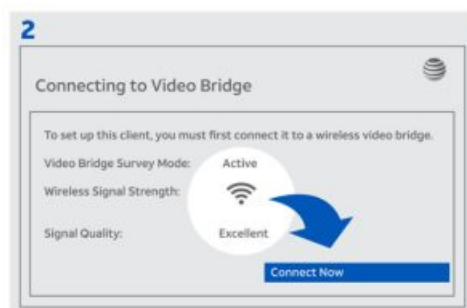 2
Connecting to Video Bridge
To set up this client, you must first connect it to a wireless video bridge.
Video Bridge Survey Mode: Active
Wireless Signal Strength:
Signal Quality: Excellent
Connect Now